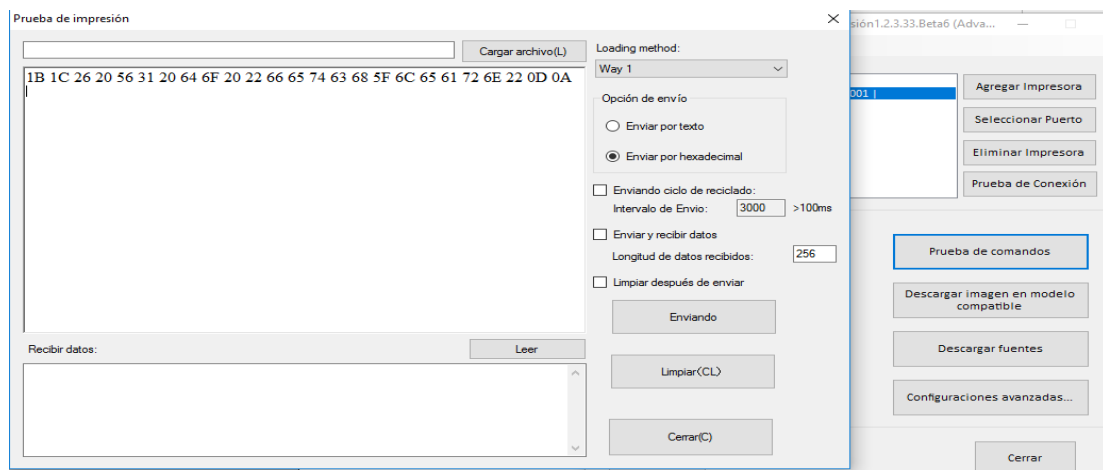 Prueba de impresión
Cargar archivo(L)
1B 1C 26 20 56 31 20 64 6F 20 22 66 65 74 63 68 5F 6C 65 61 72 6E 22 0D 0A
Recibir datos:
Leer
Loading method:
Way 1
Opción de envío
Enviar por texto
Enviar por hexadecimal
Enviando ciclo de reciclado:
Intervalo de Envio: 3000 >100ms
Enviar y recibir datos
Longitud de datos recibidos: 256
Limpiar después de enviar
Enviando
Limpiar(CL)
Cerrar(C)
sión1.2.3.33.Beta6 (Adva...
001 |
Agregar Impresora
Seleccionar Puerto
Eliminar Impresora
Prueba de Conexión
Prueba de comandos
Descargar imagen en modelo
compatible
Descargar fuentes
Configuraciones avanzadas...
Cerrar